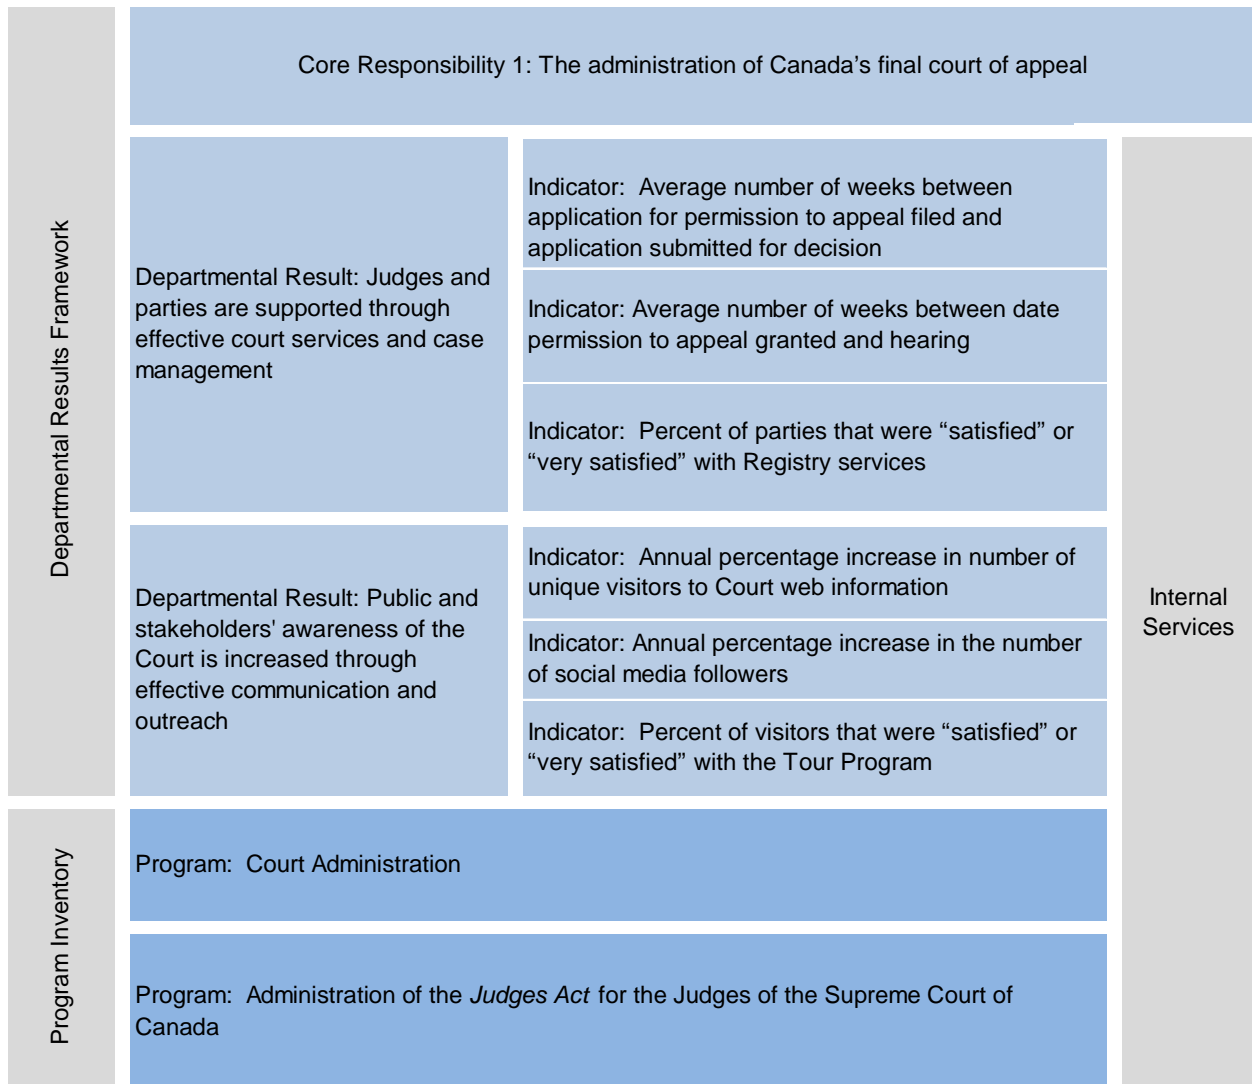 Departmental Results Framework
Core Responsibility 1: The administration of Canada’s final court of appeal
Departmental Result: Judges and
parties are supported through
effective court services and case
management
Indicator:  Average number of weeks between
application for permission to appeal filed and
application submitted for decision
Indicator: Average number of weeks between date
permission to appeal granted and hearing
Indicator:  Percent of parties that were “satisfied” or
“very satisfied” with Registry services
Departmental Result: Public and
stakeholders' awareness of the
Court is increased through
effective communication and
outreach
Indicator:  Annual percentage increase in number of
unique visitors to Court web information
Indicator: Annual percentage increase in the number
of social media followers
Indicator:  Percent of visitors that were “satisfied” or
“very satisfied” with the Tour Program
Internal
Services
Program Inventory
Program:  Court Administration
Program:  Administration of the Judges Act for the Judges of the Supreme Court of
Canada